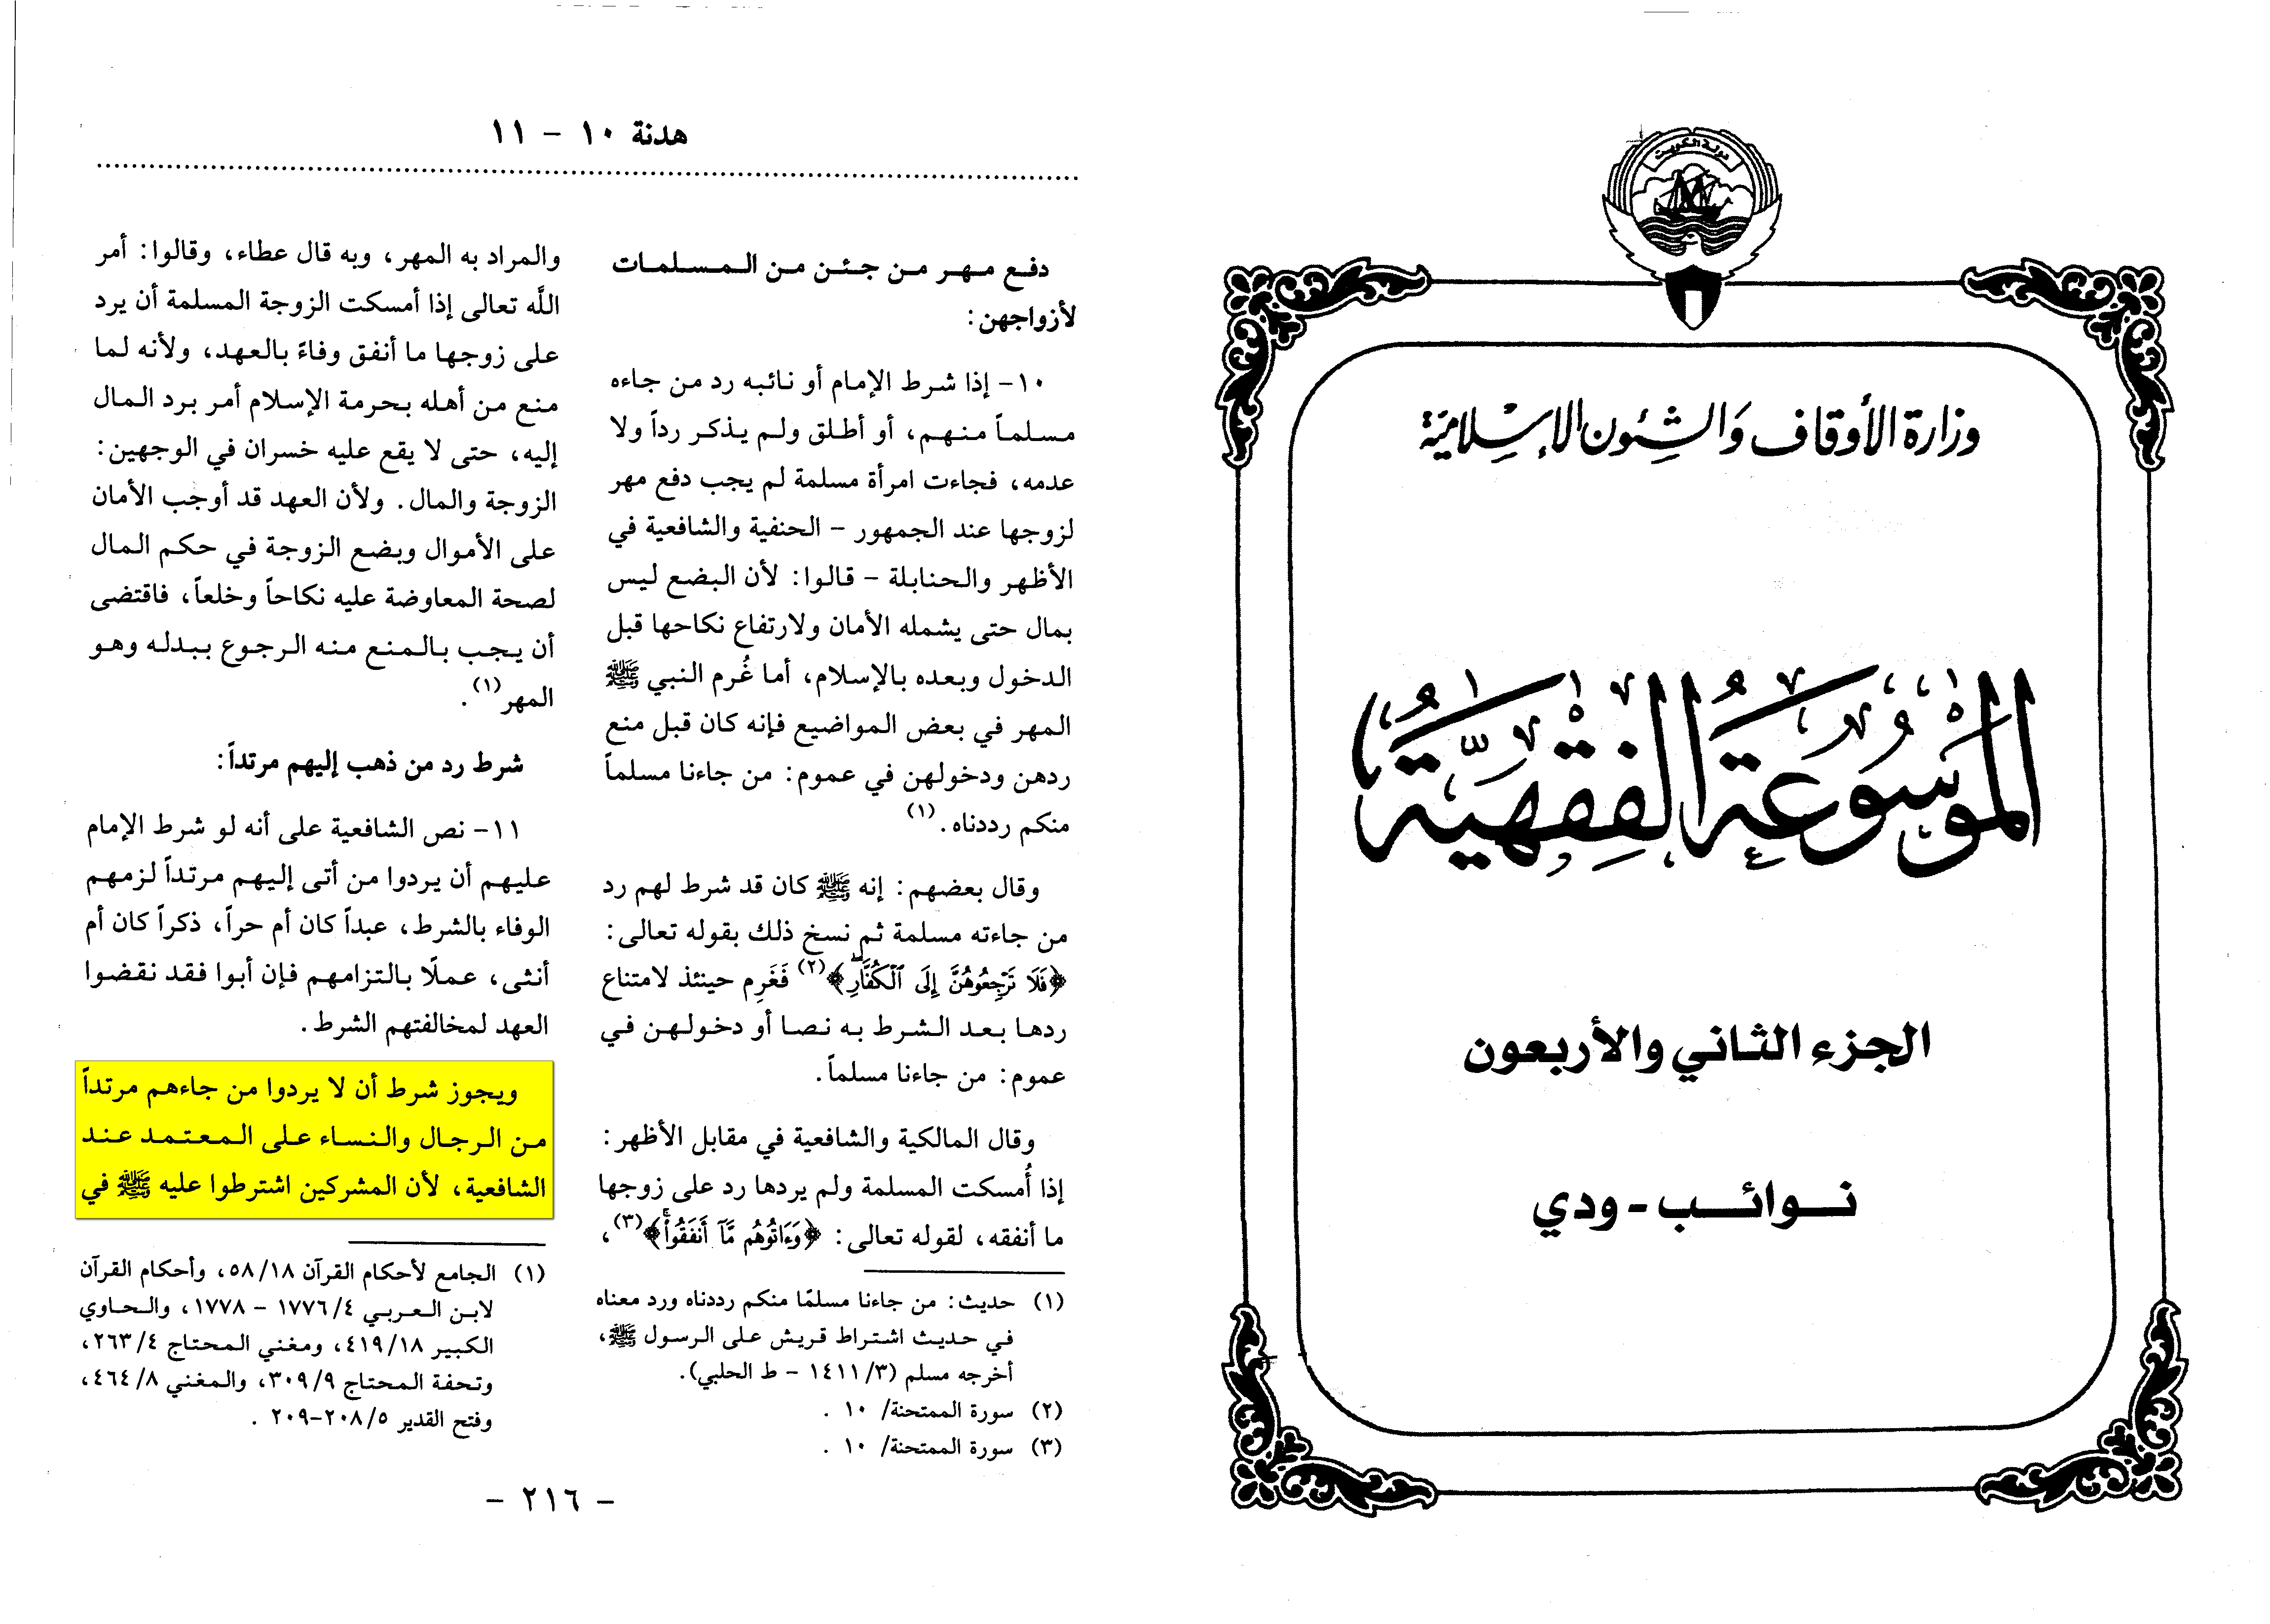 دولة الكويت
وزارة الأوقاف والشئون الإسلامية
الموسوعة الفقهية
الجزء الثاني والأربعون
نوائب - ودي
هدنة ١٠ - ١١
دفع مهر من جئن من المسلمات
لأزواجهن:
١٠- إذا شرط الإمام أو نائبه رد من جاءه
مسلماً منهم، أو أطلق ولم يذكر رداً ولا
عدمه، فجاءت امرأة مسلمة لم يجب دفع مهر
لزوجها عند الجمهور - الحنفية والشافعية في
الأظهر والحنابلة - قالوا: لأن البضع ليس
بمال حتى يشمله الأمان ولارتفاع نكاحها قبل
الدخول وبعده بالإسلام، أما غُرم النبي ﷺ
المهر في بعض المواضيع فإنه كان قبل منع
ردهن ودخولهن في عموم: من جاءنا مسلماً
منكم رددناه.(١)
وقال بعضهم: إنه ﷺ كان قد شرط لهم رد
من جاءته مسلمة ثم نسخ ذلك بقوله تعالى:
﴿فَلَا تَرْجِعُوهُنَّ إِلَى ٱلْكُفَّارِ﴾(٢) فَغَرِم حينئذ لامتناع
ردها بعد الشرط به نصا أو دخولهن في
عموم: من جاءنا مسلماً.
وقال المالكية والشافعية في مقابل الأظهر:
إذا أُمسكت المسلمة ولم يردها رد على زوجها
ما أنفقه، لقوله تعالى: ﴿وَءَاتُوهُم مَّآ أَنفَقُواْ﴾(٣)،
(١) حديث: من جاءنا مسلمًا منكم رددناه ورد معناه
في حديث اشتراط قريش على الرسول ﷺ،
أخرجه مسلم (٣/ ١٤١١ - ط الحلبي).
(٢) سورة الممتحنة/ ١٠ .
(٣) سورة الممتحنة/ ١٠ .
والمراد به المهر، وبه قال عطاء، وقالوا: أمر
اللَّه تعالى إذا أمسكت الزوجة المسلمة أن يرد
على زوجها ما أنفق وفاءً بالعهد، ولأنه لما
منع من أهله بحرمة الإسلام أمر برد المال
إليه، حتى لا يقع عليه خسران في الوجهين:
الزوجة والمال. ولأن العهد قد أوجب الأمان
على الأموال وبضع الزوجة في حكم المال
لصحة المعاوضة عليه نكاحاً وخلعاً، فاقتضى
أن يجب بالمنع منه الرجوع ببدله وهو
المهر(١).
شرط رد من ذهب إليهم مرتداً:
١١- نص الشافعية على أنه لو شرط الإمام
عليهم أن يردوا من أتى إليهم مرتداً لزمهم
الوفاء بالشرط، عبداً كان أم حراً، ذكراً كان أم
أنثى، عملًا بالتزامهم فإن أبوا فقد نقضوا
العهد لمخالفتهم الشرط.
ويجوز شرط أن لا يردوا من جاءهم مرتداً
من الرجال والنساء على المعتمد عند
الشافعية، لأن المشركين اشترطوا عليه ﷺ في
(١) الجامع لأحكام القرآن ١٨/ ٥٨، وأحكام القرآن
لابن العربي ٤/ ١٧٧٦ - ١٧٧٨، والحاوي
الكبير ١٨/ ٤١٩، ومغني المحتاج ٤/ ٢٦٣،
وتحفة المحتاج ٩/ ٣٠٩، والمغني ٨/ ٤٦٤،
وفتح القدير ٥/ ٢٠٨-٢٠٩ .
- ٢١٦ -